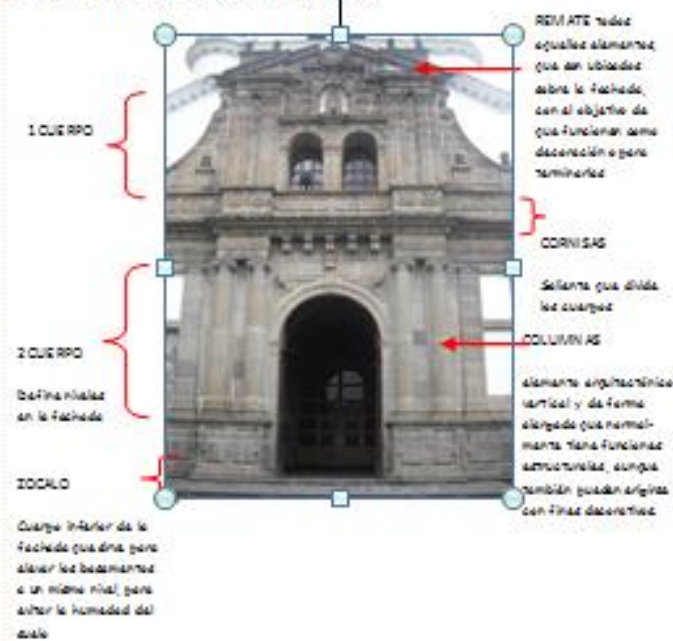 1 CUERPO
2 CUERPO
Define niveles
en la fachada
ZOCALO
Cuerpo inferior de la
fachada que sirve para
elevar los basamentos
a un mismo nivel, para
evitar la humedad del
suelo
REMATE todos
aquellos elementos,
que son ubicados
sobre la fachada,
con el objetivo de
que funcionen como
decoración o para
terminarlas
CORNISAS
Saliente que divide
los cuerpos
COLUMNAS
elemento arquitectónico
vertical y de forma
alargada que normal-
mente tiene funciones
estructurales, aunque
también pueden erigirse
con fines decorativos